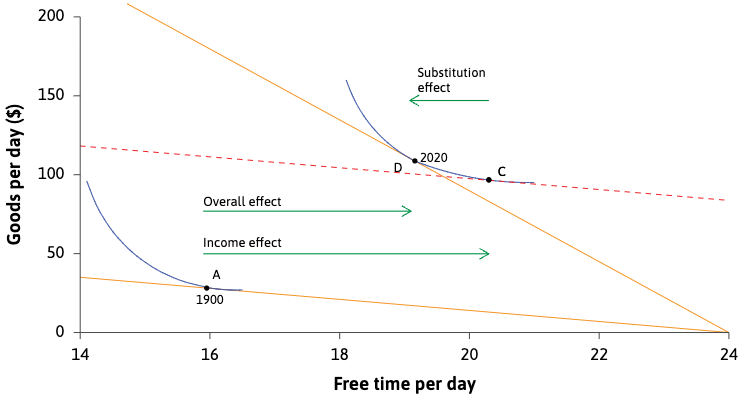 200
Substitution
effect
150
2020
D
C
100
Overall effect
Income effect
50
A
1900
0
14
16
18
20
22
24
Goods per day ($)
Free time per day